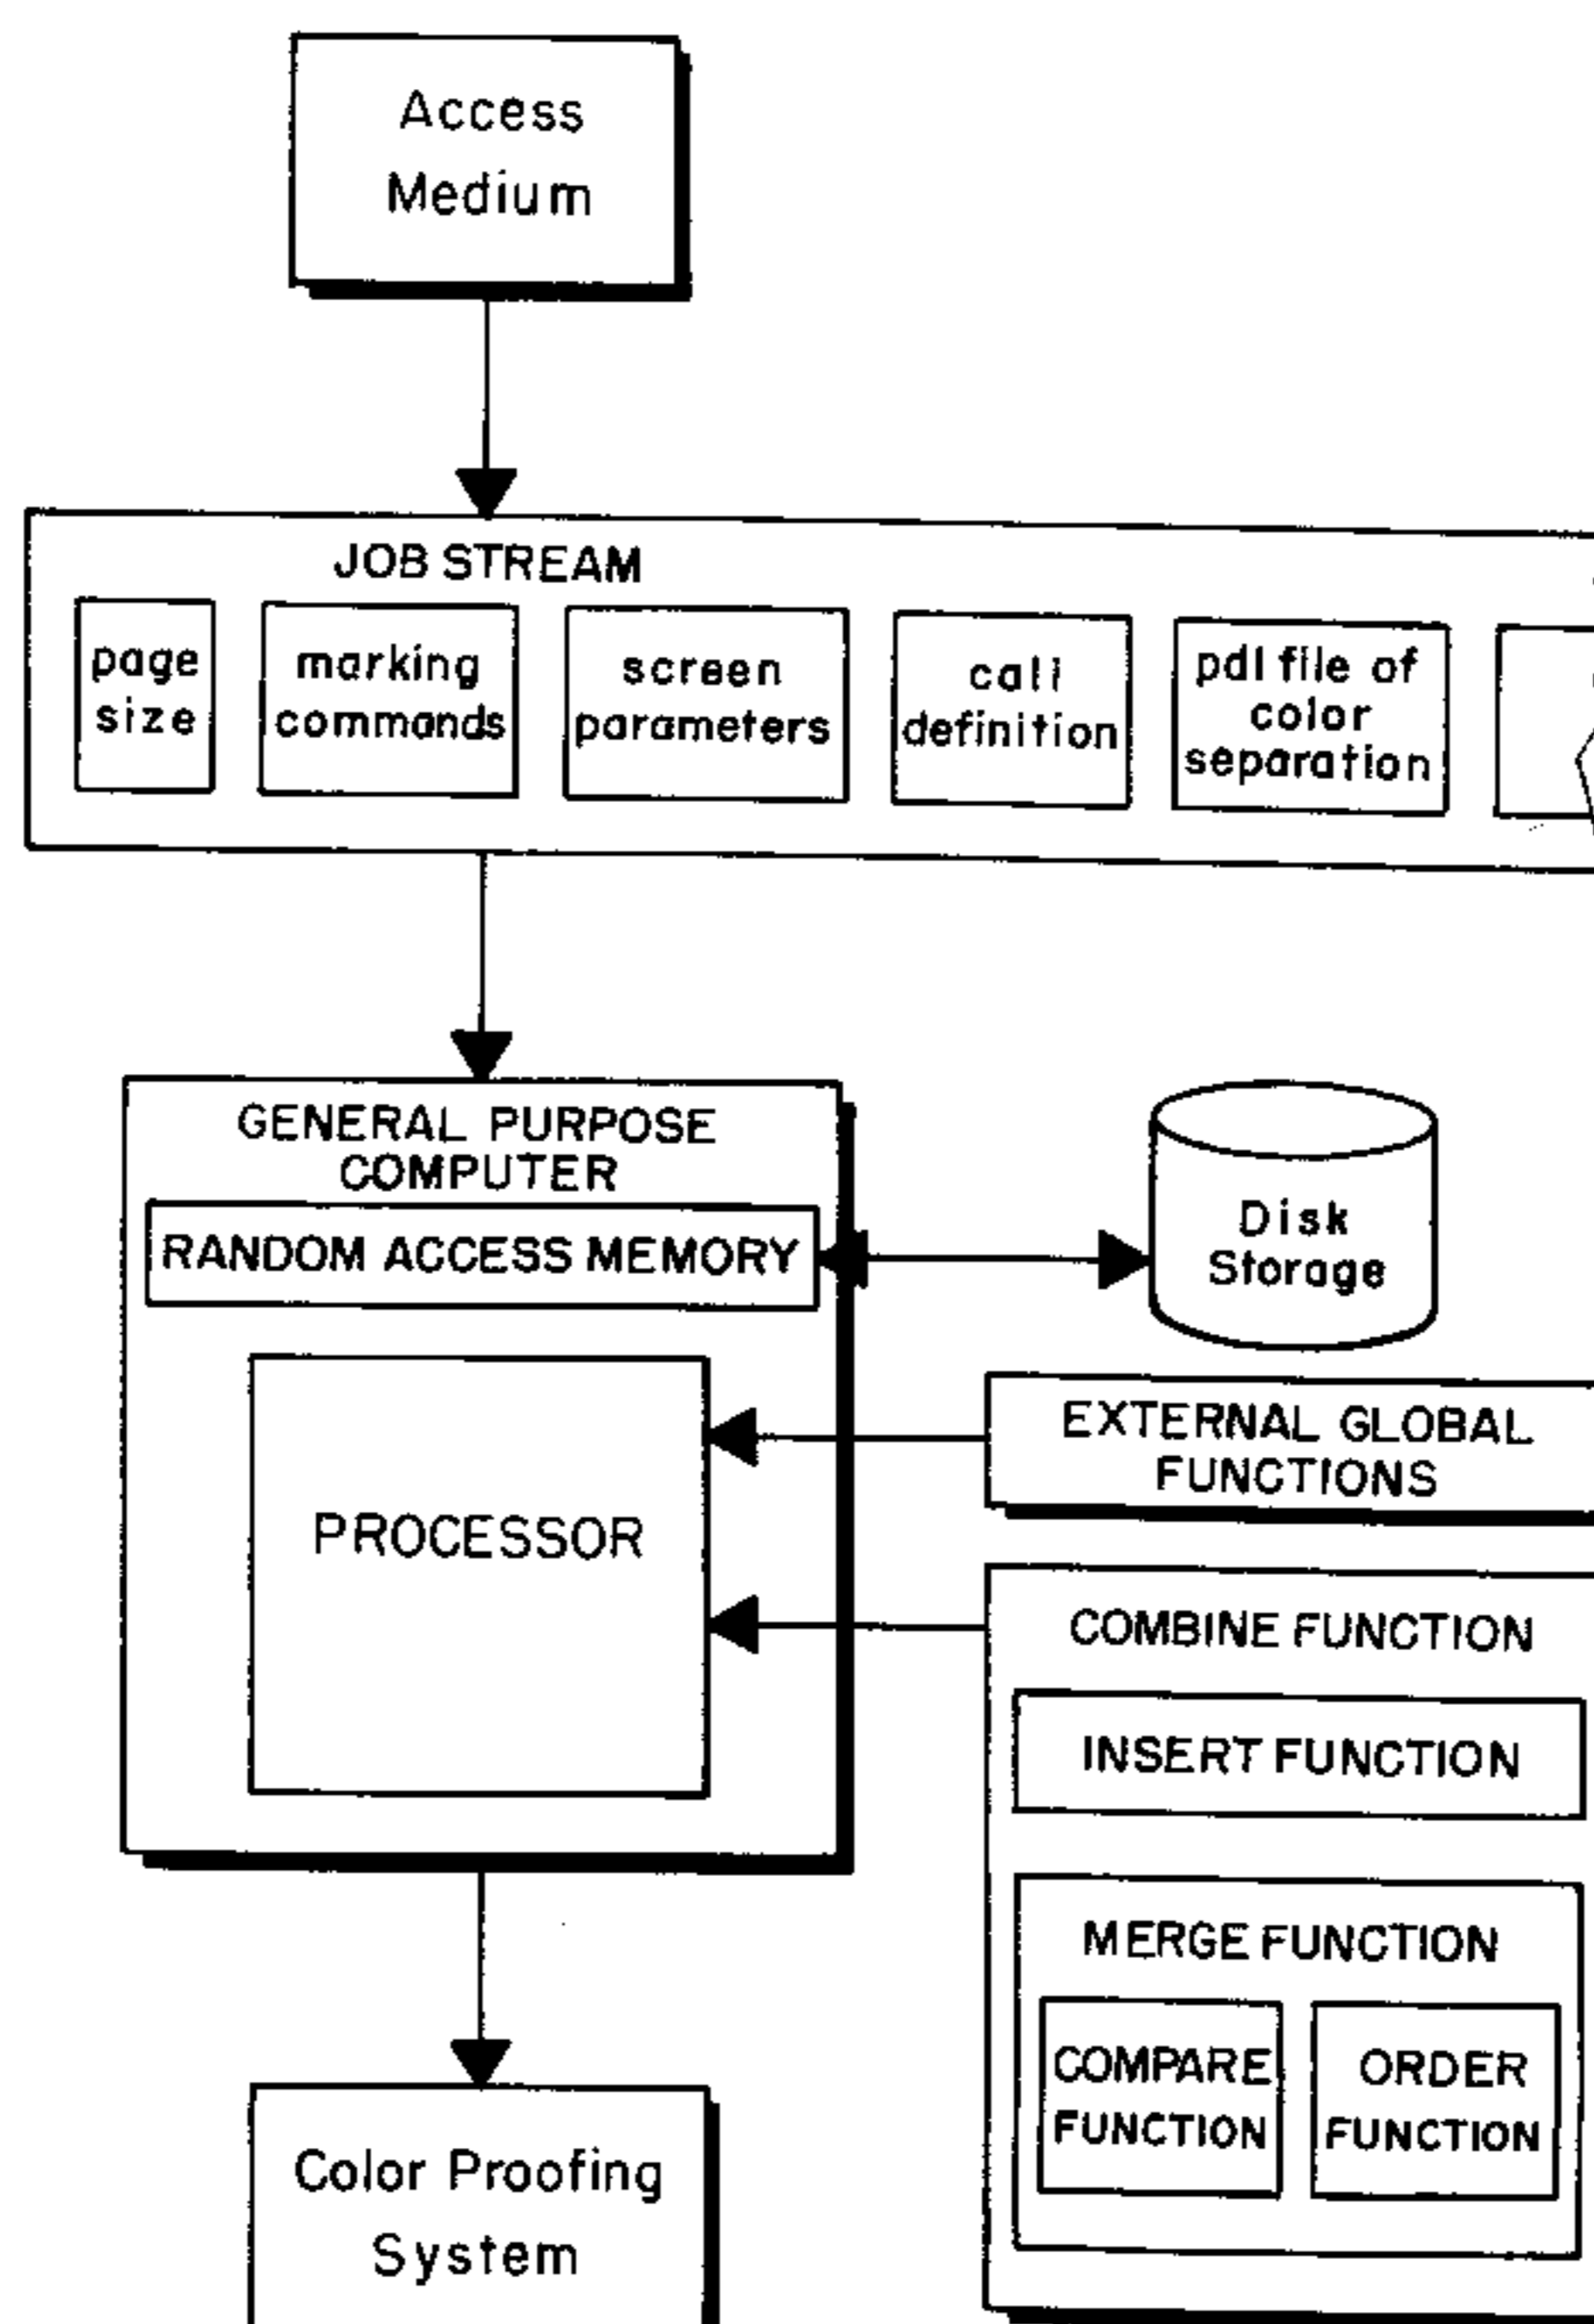 Access
Medium
JOB STREAM
page
size
marking
commands
screen
parameters
call
definition
pdl file of
color
separation
GENERAL PURPOSE
COMPUTER
RANDOM ACCESS MEMORY
Disk
Storage
EXTERNAL GLOBAL
FUNCTIONS
PROCESSOR
COMBINE FUNCTION
INSERT FUNCTION
MERGE FUNCTION
COMPARE
FUNCTION
ORDER
FUNCTION
Color Proofing
System